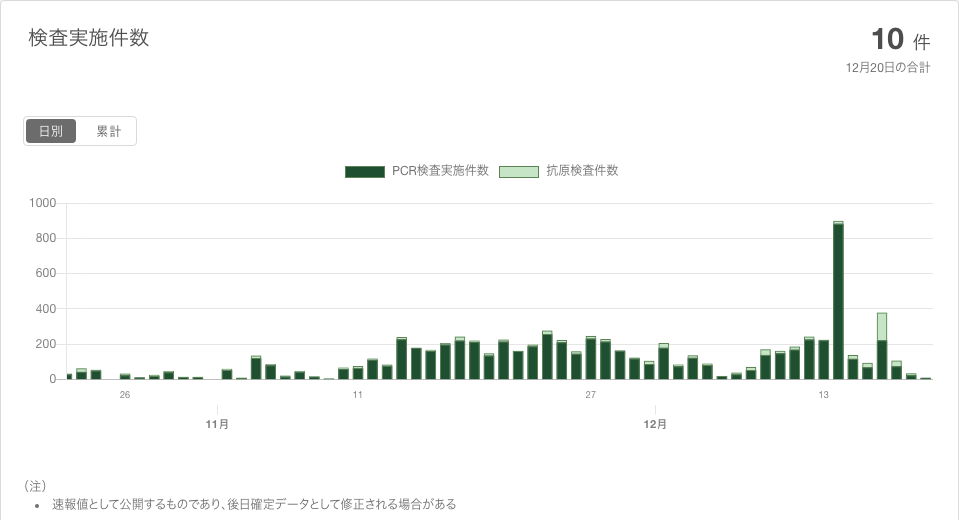 検査実施件数
10 件
12月20日の合計
日別 累計
PCR検査実施件数 抗原検査件数
1000
800
600
400
200
0
26 11 27 13
11月 12月
（注）
• 速報値として公開するものであり、後日確定データとして修正される場合がある